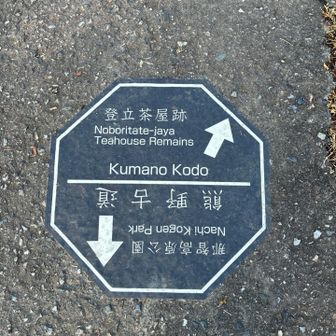 登立茶屋跡
Noboritate-jaya
Teahouse Remains
Kumano Kodo
熊野古道
Nachi Kogen Park
那智高原公園